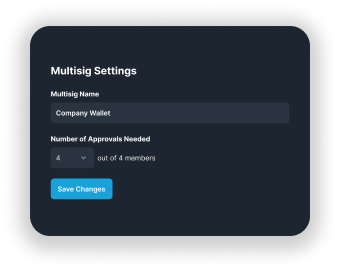 Multisig Settings
Multisig Name
Company Wallet
Number of Approvals Needed
4 out of 4 members
Save Changes